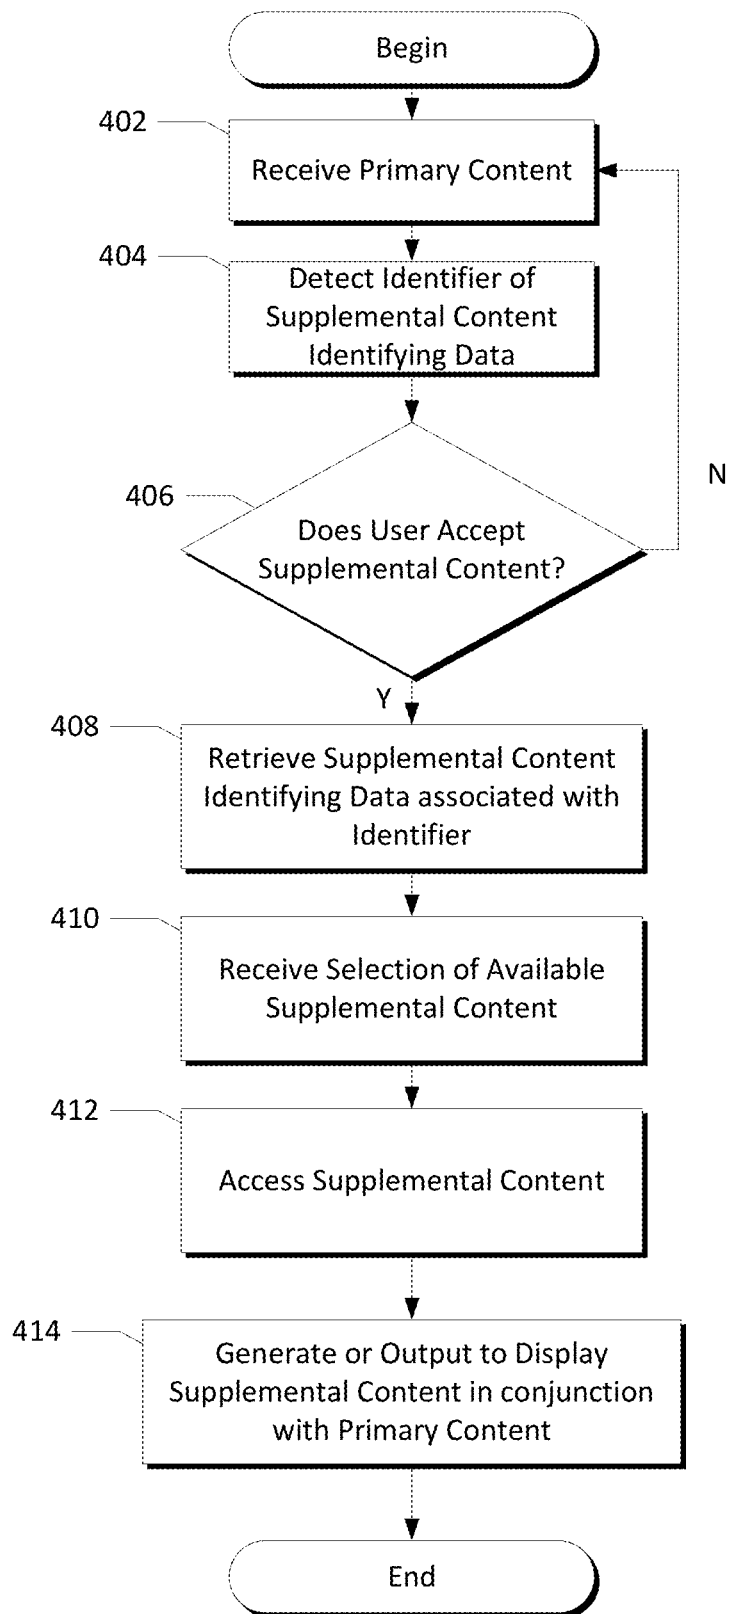 Begin
402
Receive Primary Content
404
Detect Identifier of
Supplemental Content
Identifying Data
406
Does User Accept
Supplemental Content?
N
Y
408
Retrieve Supplemental Content
Identifying Data associated with
Identifier
410
Receive Selection of Available
Supplemental Content
412
Access Supplemental Content
414
Generate or Output to Display
Supplemental Content in conjunction
with Primary Content
End